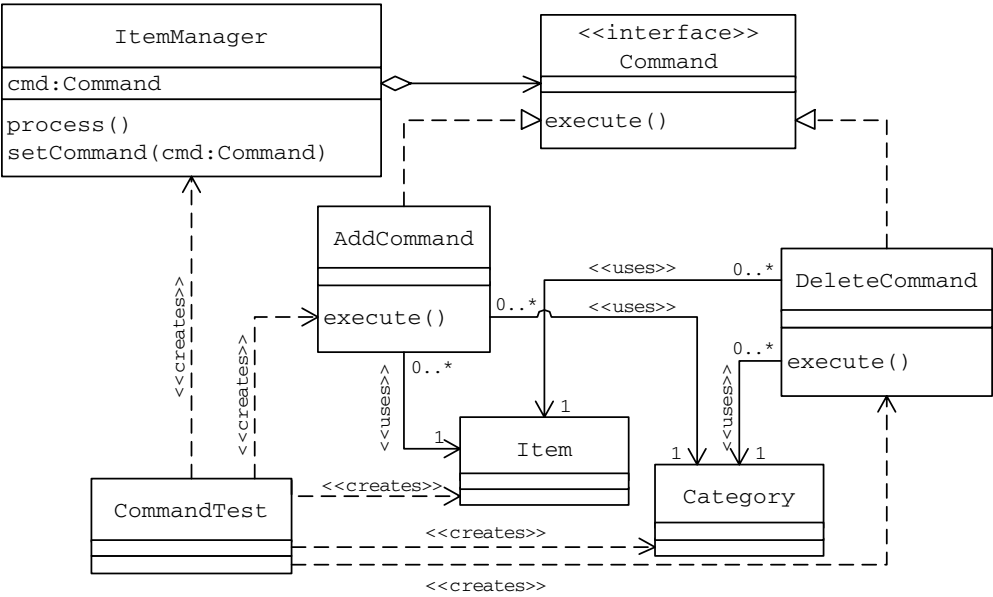 ItemManager
cmd:Command
process()
setCommand(cmd:Command)
<<interface>>
Command
execute()
AddCommand
execute()
DeleteCommand
execute()
<<uses>>
0..*
0..*
<<uses>>
0..*
0..*
<<uses>>
<<uses>>
<<creates>>
<<creates>>
1
1
1
1
Item
Category
CommandTest
<<creates>>
<<creates>>
<<creates>>